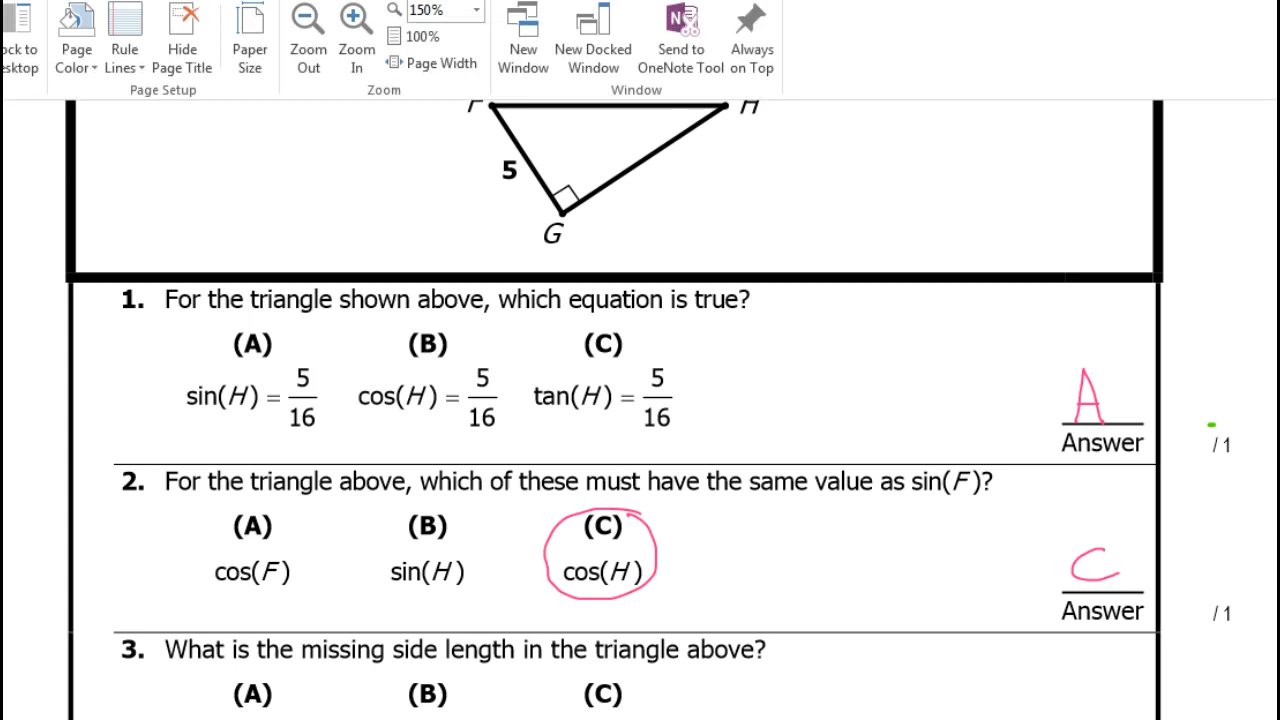 150%
ock to
esktop
Page
Color
Rule
Lines
Hide
Page Title
Paper
Size
Zoom
Out
Zoom
In
100%
Page Width
New
Window
New Docked
Window
Send to
OneNote Tool
Always
on Top
Page Setup
Zoom
Window
F
H
5
G
1. For the triangle shown above, which equation is true?
(A) (B) (C)
sin(H) = 5/16 cos(H) = 5/16 tan(H) = 5/16
A
Answer
/ 1
2. For the triangle above, which of these must have the same value as sin(F)?
(A) (B) (C)
cos(F) sin(H) cos(H)
C
Answer
/ 1
3. What is the missing side length in the triangle above?
(A) (B) (C)